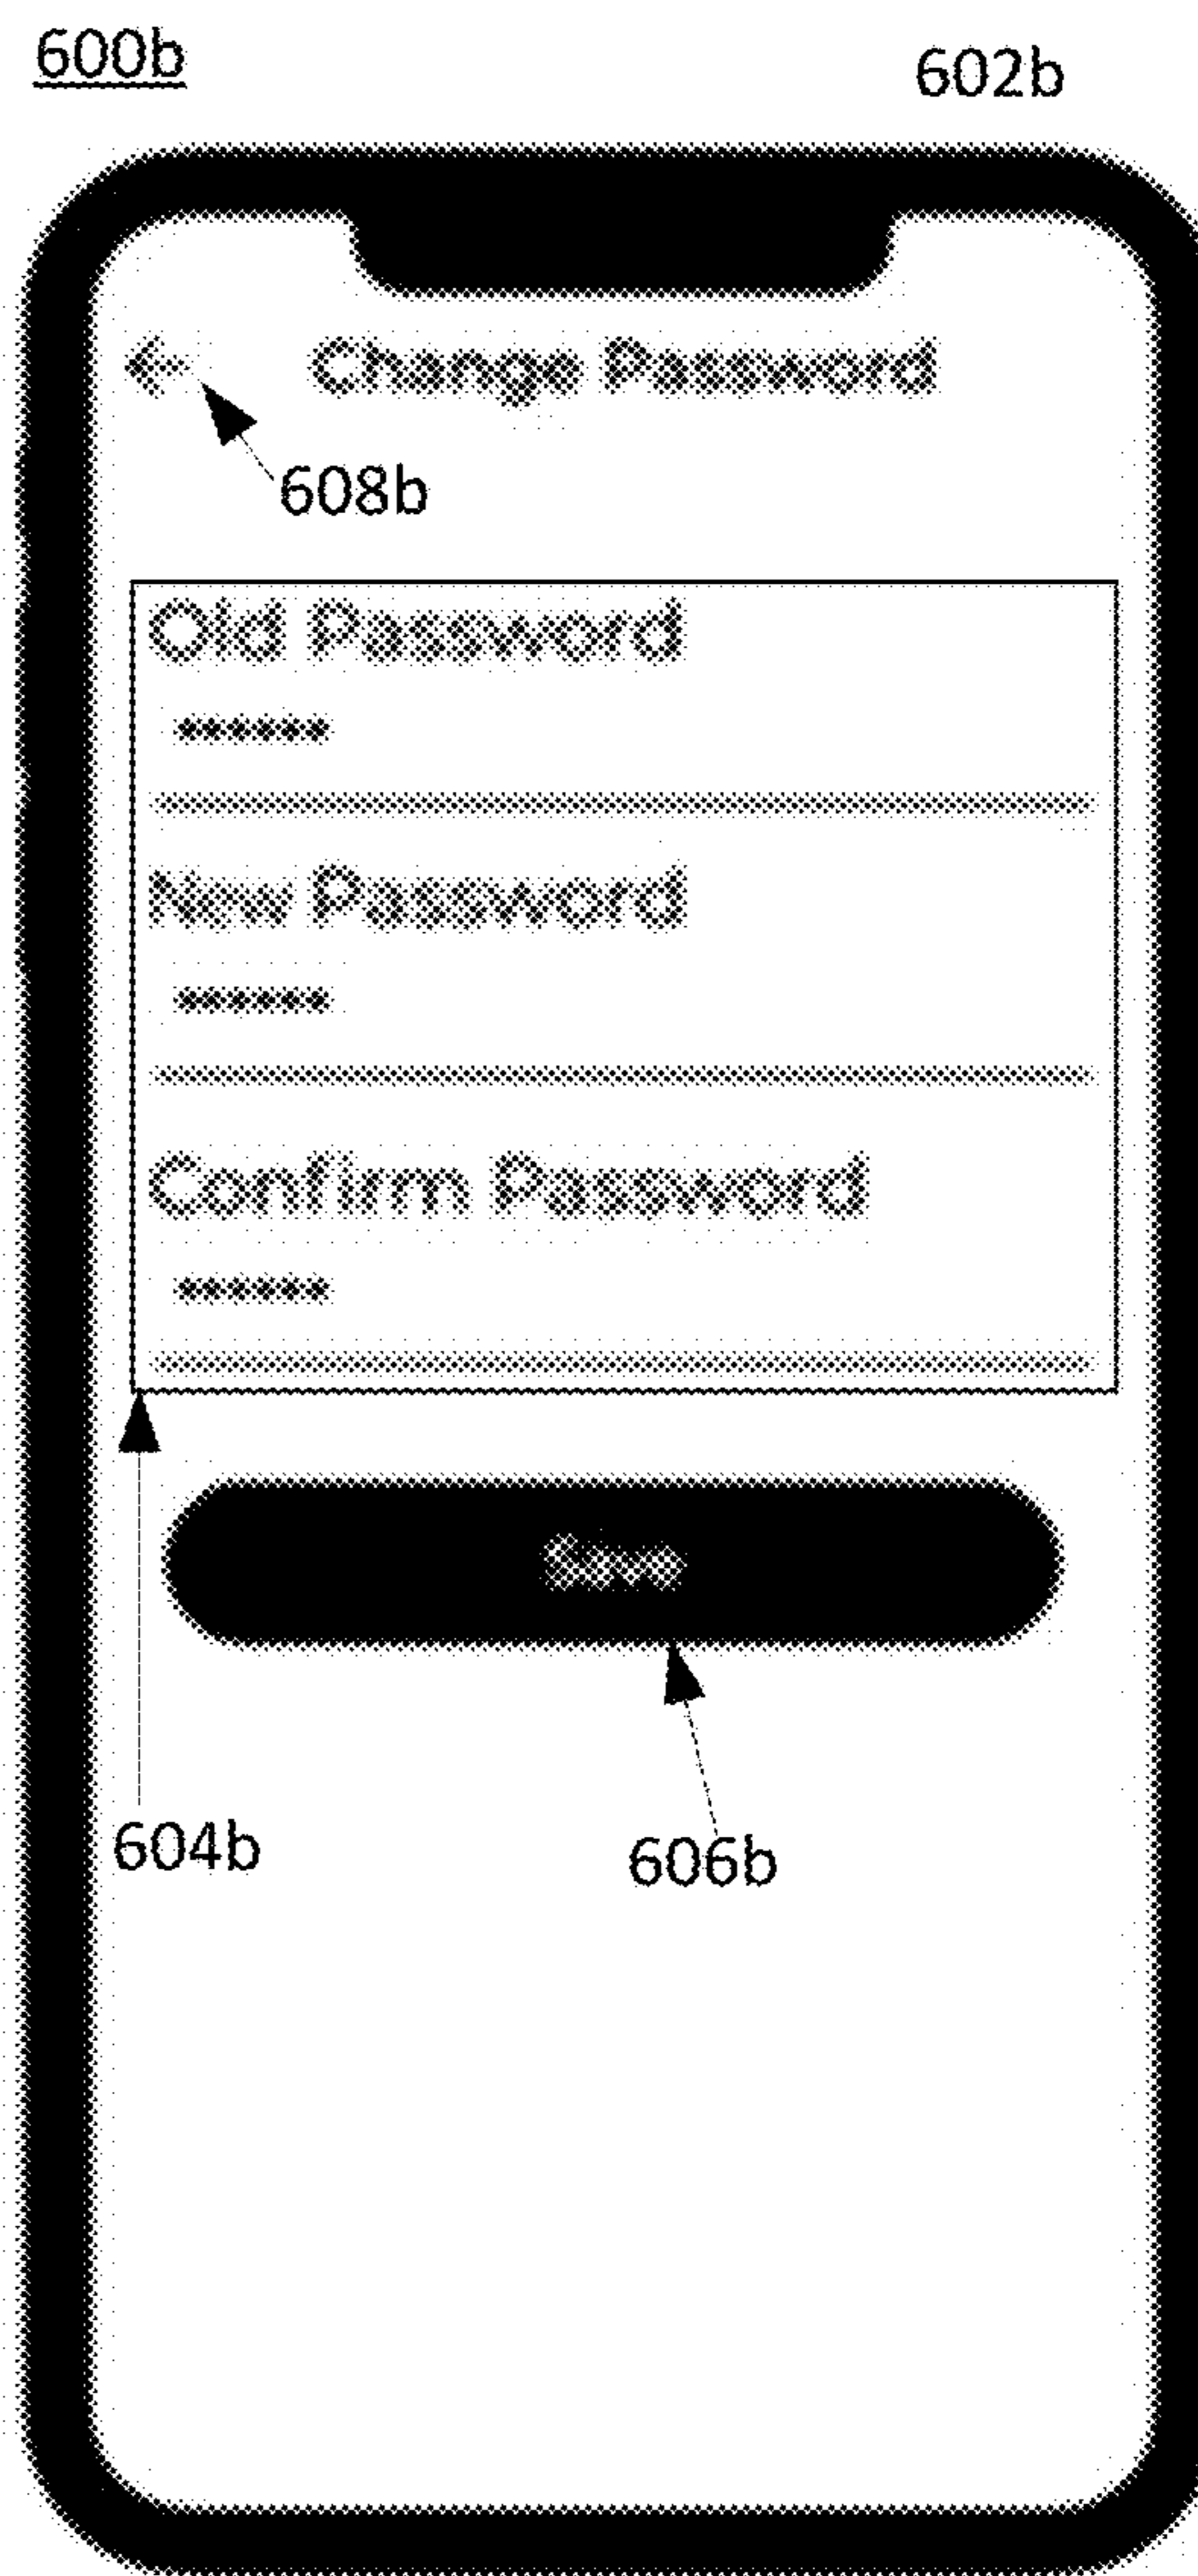 600b
602b
Change Password
608b
Old Password
******
New Password
******
Confirm Password
******
Save
604b
606b